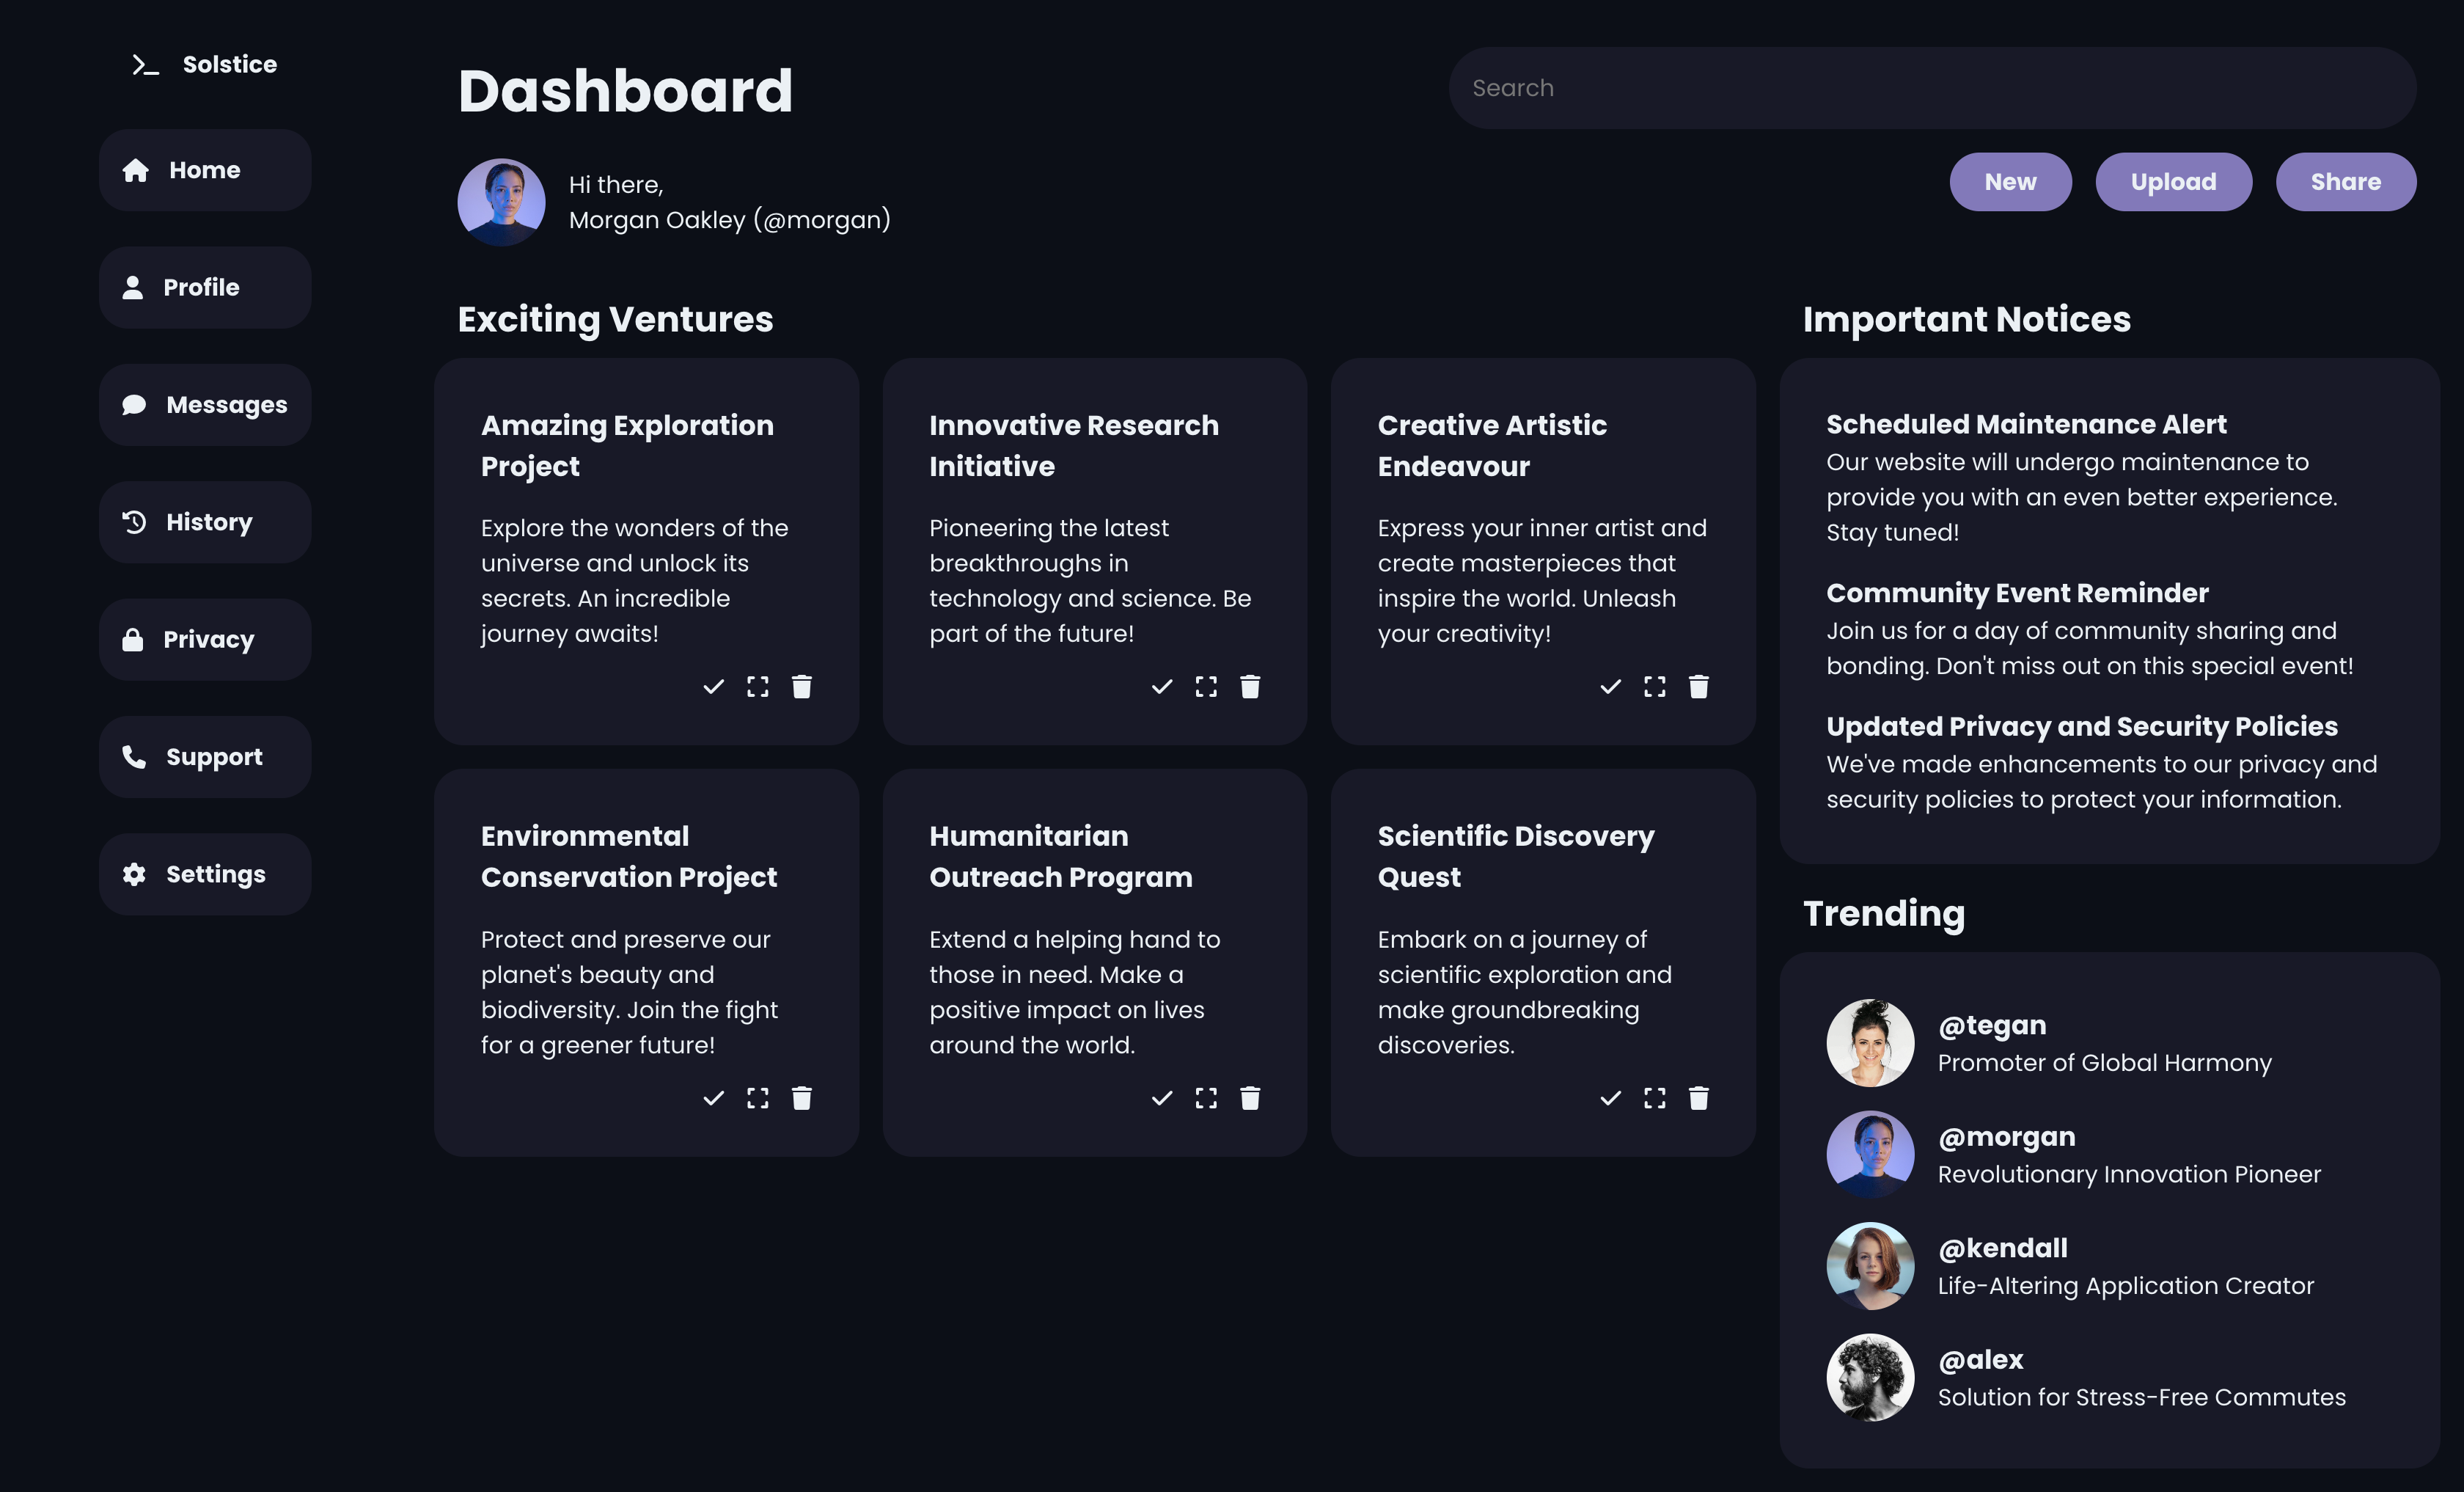 Solstice
Home
Profile
Messages
History
Privacy
Support
Settings
Dashboard
Search
Hi there,
Morgan Oakley (@morgan)
New
Upload
Share
Exciting Ventures
Amazing Exploration
Project
Explore the wonders of the
universe and unlock its
secrets. An incredible
journey awaits!
Innovative Research
Initiative
Pioneering the latest
breakthroughs in
technology and science. Be
part of the future!
Creative Artistic
Endeavour
Express your inner artist and
create masterpieces that
inspire the world. Unleash
your creativity!
Environmental
Conservation Project
Protect and preserve our
planet's beauty and
biodiversity. Join the fight
for a greener future!
Humanitarian
Outreach Program
Extend a helping hand to
those in need. Make a
positive impact on lives
around the world.
Scientific Discovery
Quest
Embark on a journey of
scientific exploration and
make groundbreaking
discoveries.
Important Notices
Scheduled Maintenance Alert
Our website will undergo maintenance to
provide you with an even better experience.
Stay tuned!
Community Event Reminder
Join us for a day of community sharing and
bonding. Don't miss out on this special event!
Updated Privacy and Security Policies
We've made enhancements to our privacy and
security policies to protect your information.
Trending
@tegan
Promoter of Global Harmony
@morgan
Revolutionary Innovation Pioneer
@kendall
Life-Altering Application Creator
@alex
Solution for Stress-Free Commutes